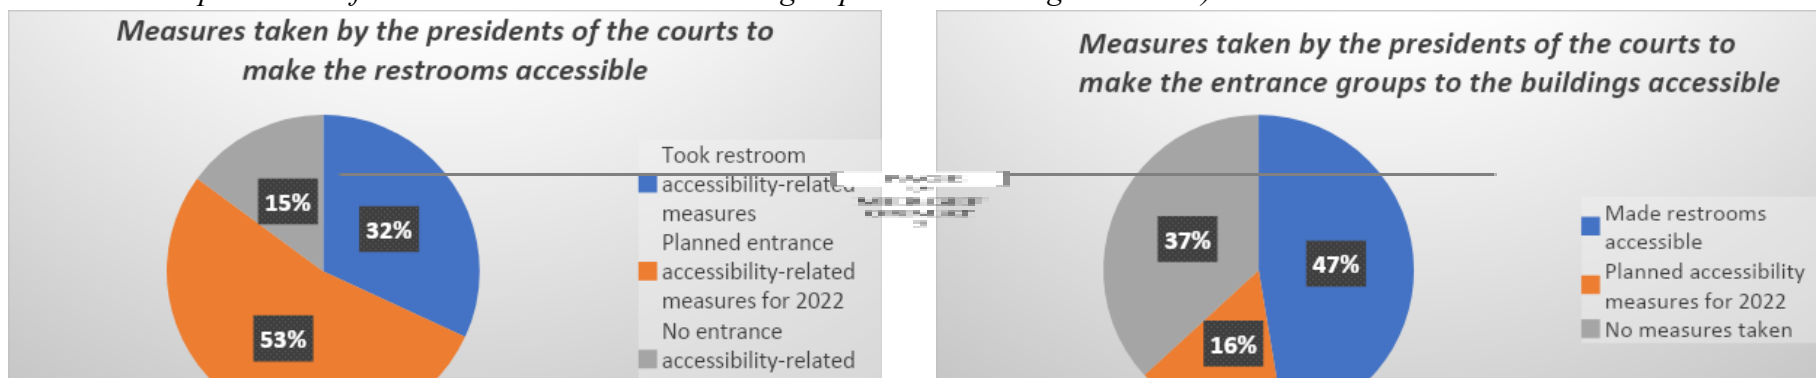 Measures taken by the presidents of the courts to
make the restrooms accessible
15%
32%
53%
Took restroom
accessibility-related
measures
Planned entrance
accessibility-related
measures for 2022
No entrance
accessibility-related
Measures taken by the presidents of the courts to
make the entrance groups to the buildings accessible
37%
47%
16%
Made restrooms
accessible
Planned accessibility
measures for 2022
No measures taken